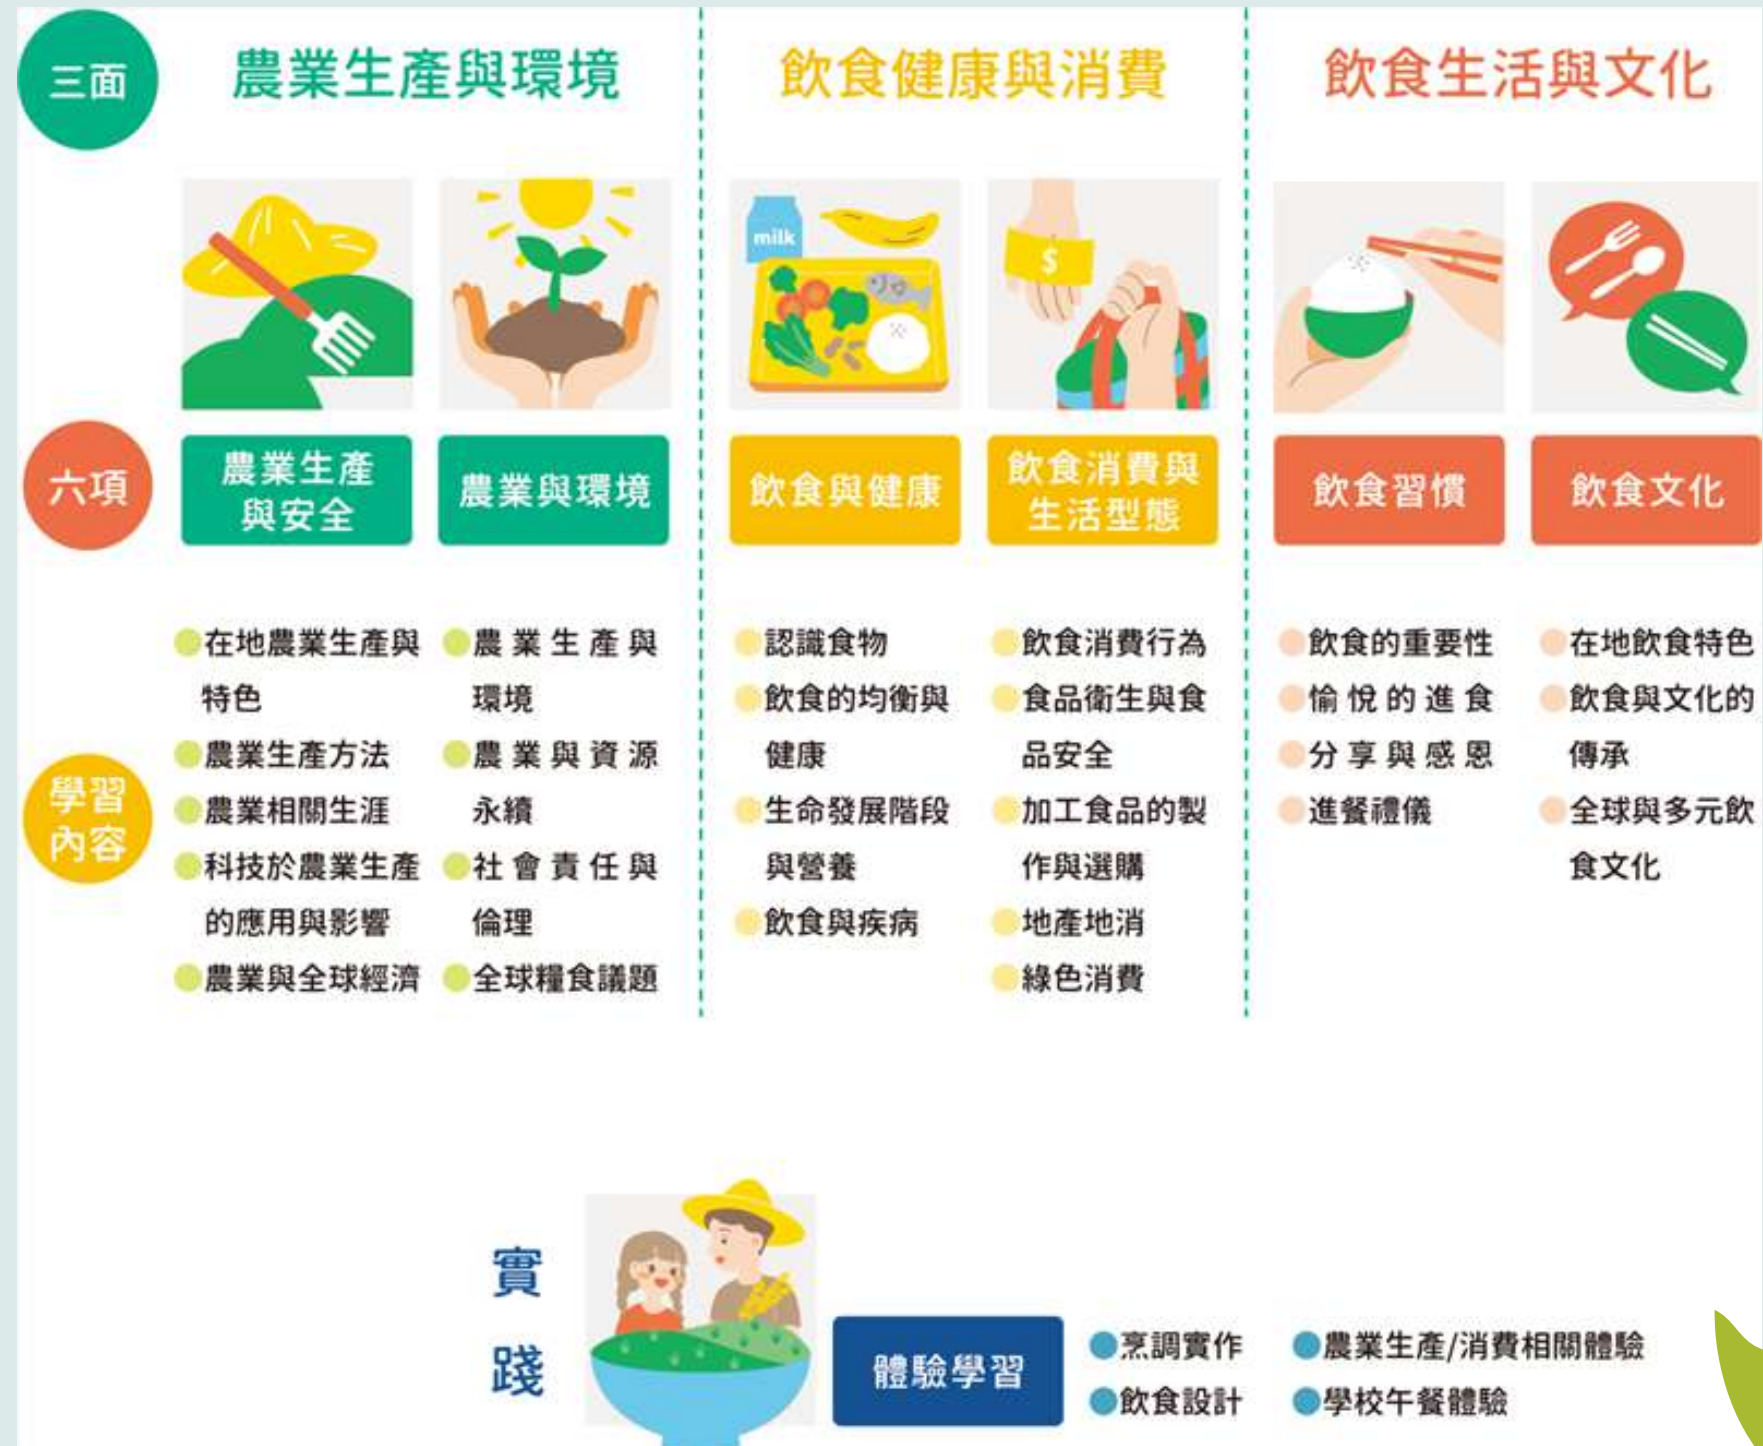 三面
農業生產與環境
飲食健康與消費
飲食生活與文化
milk
$
六項
農業生產
與安全
農業與環境
飲食與健康
飲食消費與
生活型態
飲食習慣
飲食文化
學習
內容
在地農業生產與
特色
農業生產方法
農業相關生涯
科技於農業生產
的應用與影響
農業與全球經濟
農業生產與
環境
農業與資源
永續
社會責任與
倫理
全球糧食議題
認識食物
飲食的均衡與
健康
生命發展階段
與營養
飲食與疾病
飲食消費行為
食品衛生與食
品安全
加工食品的製
作與選購
地產地消
綠色消費
飲食的重要性
愉悅的進食
分享與感恩
進餐禮儀
在地飲食特色
飲食與文化的
傳承
全球與多元飲
食文化
實
踐
體驗學習
烹調實作
飲食設計
農業生產/消費相關體驗
學校午餐體驗